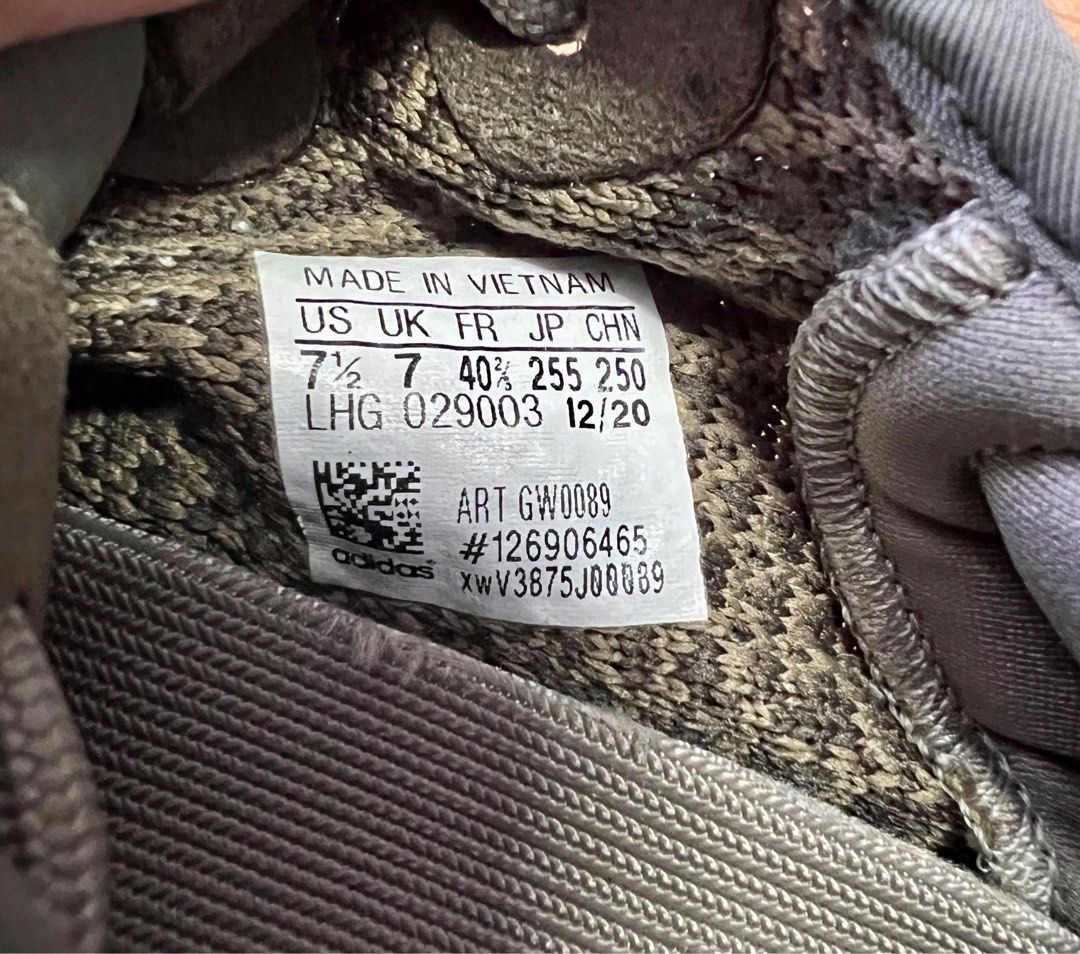 MADE IN VIETNAM
US UK FR JP CHN
7½ 7 40⅔ 255 250
LHG 029003 12/20
ART GW0089
#126906465
xwV3875J00089
adidas